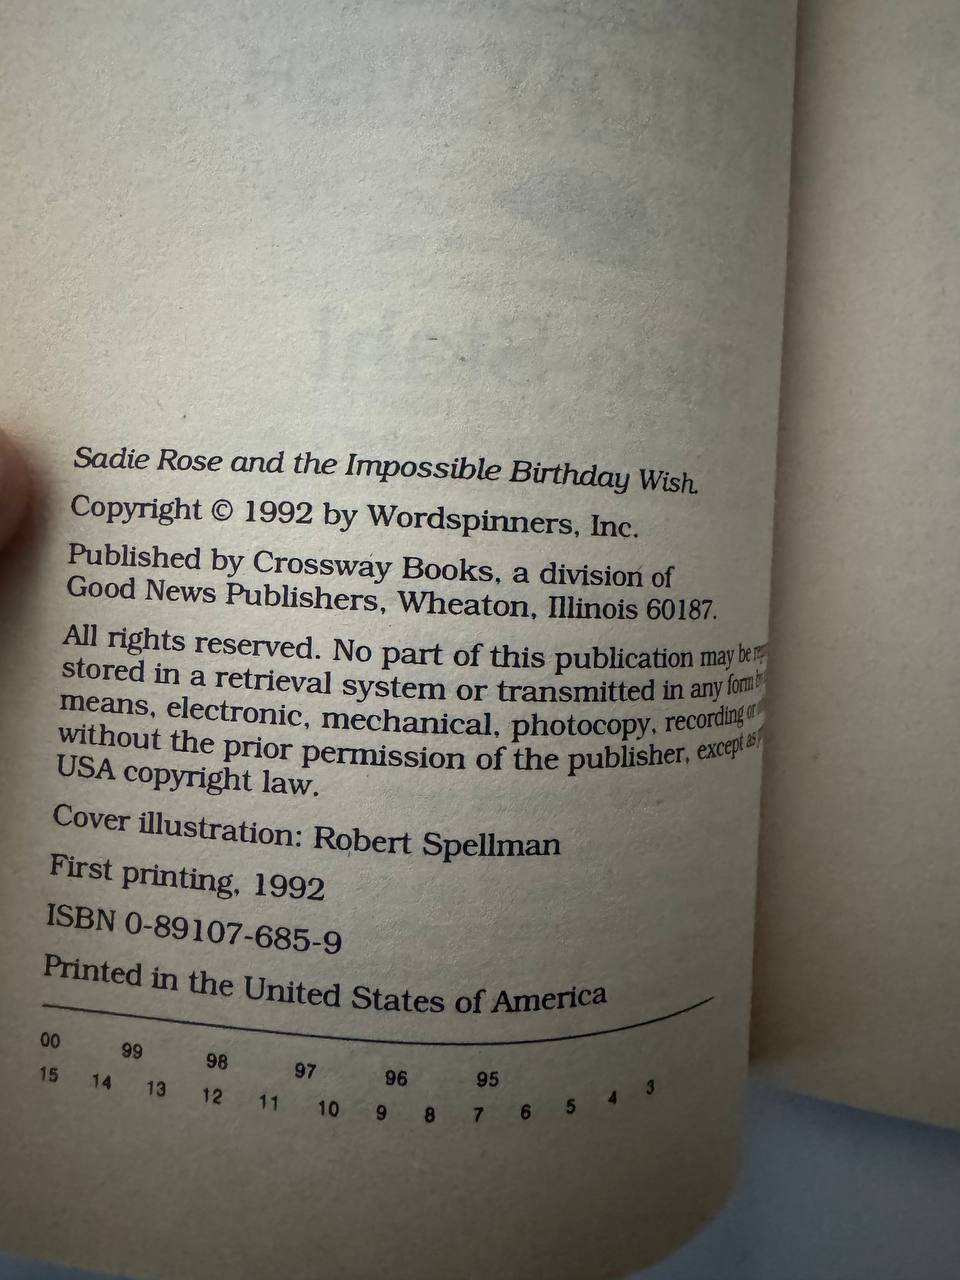 Sadie Rose and the Impossible Birthday Wish.
Copyright © 1992 by Wordspinners, Inc.
Published by Crossway Books, a division of
Good News Publishers, Wheaton, Illinois 60187.
All rights reserved. No part of this publication may be
stored in a retrieval system or transmitted in any form
means, electronic, mechanical, photocopy, recording or
without the prior permission of the publisher, except as
USA copyright law.
Cover illustration: Robert Spellman
First printing, 1992
ISBN 0-89107-685-9
Printed in the United States of America
00 99 98 97 96 95
15 14 13 12 11 10 9 8 7 6 5 4 3